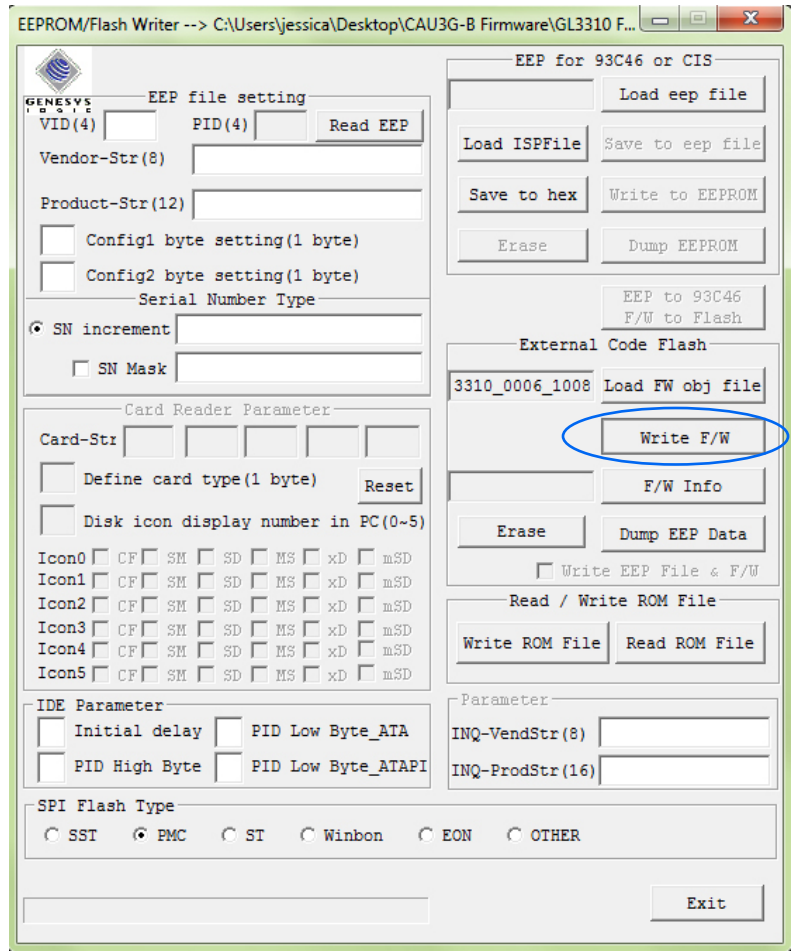 EEPROM/Flash Writer --> C:\Users\jessica\Desktop\CAU3G-B Firmware\GL3310 F...
GENESYS
LOGIC
EEP file setting
VID(4) PID(4) Read EEP
Vendor-Str(8)
Product-Str(12)
Config1 byte setting(1 byte)
Config2 byte setting(1 byte)
Serial Number Type
SN increment
SN Mask
Card Reader Parameter
Card-Str
Define card type(1 byte) Reset
Disk icon display number in PC(0~5)
Icon0 CF SM SD MS xD mSD
Icon1 CF SM SD MS xD mSD
Icon2 CF SM SD MS xD mSD
Icon3 CF SM SD MS xD mSD
Icon4 CF SM SD MS xD mSD
Icon5 CF SM SD MS xD mSD
IDE Parameter
Initial delay PID Low Byte_ATA
PID High Byte PID Low Byte_ATAPI
EEP for 93C46 or CIS
Load eep file
Load ISPFile Save to eep file
Save to hex Write to EEPROM
Erase Dump EEPROM
EEP to 93C46
F/W to Flash
External Code Flash
3310_0006_1008 Load FW obj file
Write F/W
F/W Info
Erase Dump EEP Data
Write EEP File & F/W
Read / Write ROM File
Write ROM File Read ROM File
Parameter
INQ-VendStr(8)
INQ-ProdStr(16)
SPI Flash Type
SST PMC ST Winbon EON OTHER
Exit